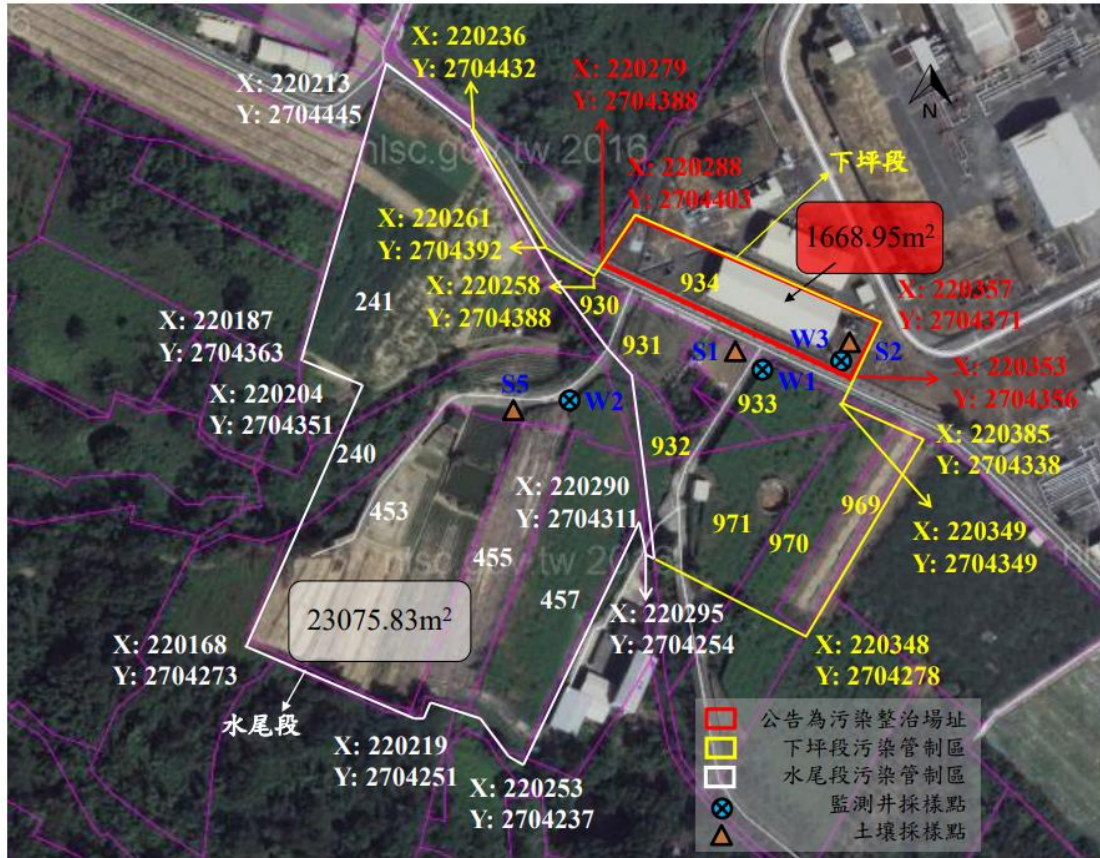 X: 220213
Y: 2704445
X: 220236
Y: 2704432
X: 220279
Y: 2704388
N
nlsc.gov.tw 2016
下坪段
X: 220288
Y: 2704403
1668.95m²
X: 220261
Y: 2704392
X: 220258
Y: 2704388
930
934
X: 220357
Y: 2704371
241
X: 220187
Y: 2704363
931
S1
W3
S2
W1
X: 220353
Y: 2704356
X: 220204
Y: 2704351
S5
W2
933
240
932
X: 220385
Y: 2704338
453
X: 220290
Y: 2704311
971
970
969
X: 220349
Y: 2704349
455
457
23075.83m²
X: 220295
Y: 2704254
X: 220348
Y: 2704278
X: 220168
Y: 2704273
水尾段
X: 220219
Y: 2704251
X: 220253
Y: 2704237
公告為污染整治場址
下坪段污染管制區
水尾段污染管制區
監測井採樣點
土壤採樣點